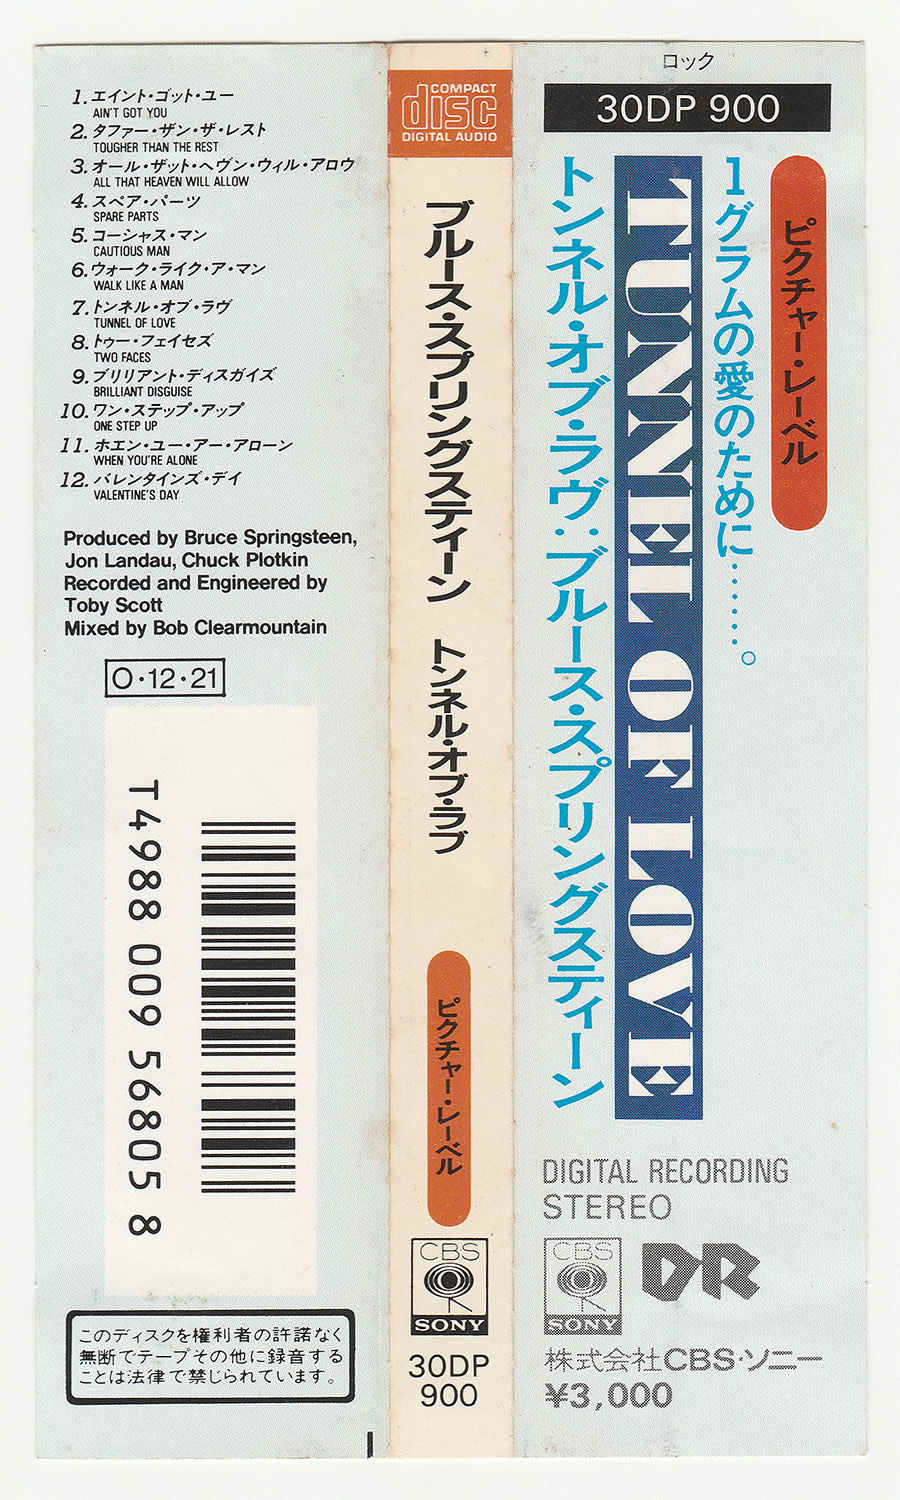 1. エイント・ゴット・ユー
AIN'T GOT YOU
2. タファー・ザン・ザ・レスト
TOUGHER THAN THE REST
3. オール・ザット・ヘヴン・ウィル・アロウ
ALL THAT HEAVEN WILL ALLOW
4. スペア・パーツ
SPARE PARTS
5. コーシャス・マン
CAUTIOUS MAN
6. ウォーク・ライク・ア・マン
WALK LIKE A MAN
7. トンネル・オブ・ラヴ
TUNNEL OF LOVE
8. トゥー・フェイセズ
TWO FACES
9. ブリリアント・ディスガイズ
BRILLIANT DISGUISE
10. ワン・ステップ・アップ
ONE STEP UP
11. ホエン・ユー・アー・アローン
WHEN YOU'RE ALONE
12. バレンタインズ・デイ
VALENTINE'S DAY
Produced by Bruce Springsteen,
Jon Landau, Chuck Plotkin
Recorded and Engineered by
Toby Scott
Mixed by Bob Clearmountain
O・12・21
T4988 009 56805 8
このディスクを権利者の許諾なく
無断でテープその他に録音する
ことは法律で禁じられています。
COMPACT
disc
DIGITAL AUDIO
ブルース・スプリングスティーン トンネル・オブ・ラブ
ピクチャー・レーベル
CBS
SONY
30DP
900
ロック
30DP 900
ピクチャー・レーベル
1グラムの愛のために………。
TUNNEL OF LOVE
トンネル・オブ・ラヴ:ブルース・スプリングスティーン
DIGITAL RECORDING
STEREO
CBS
SONY
DR
株式会社CBS・ソニー
¥3,000